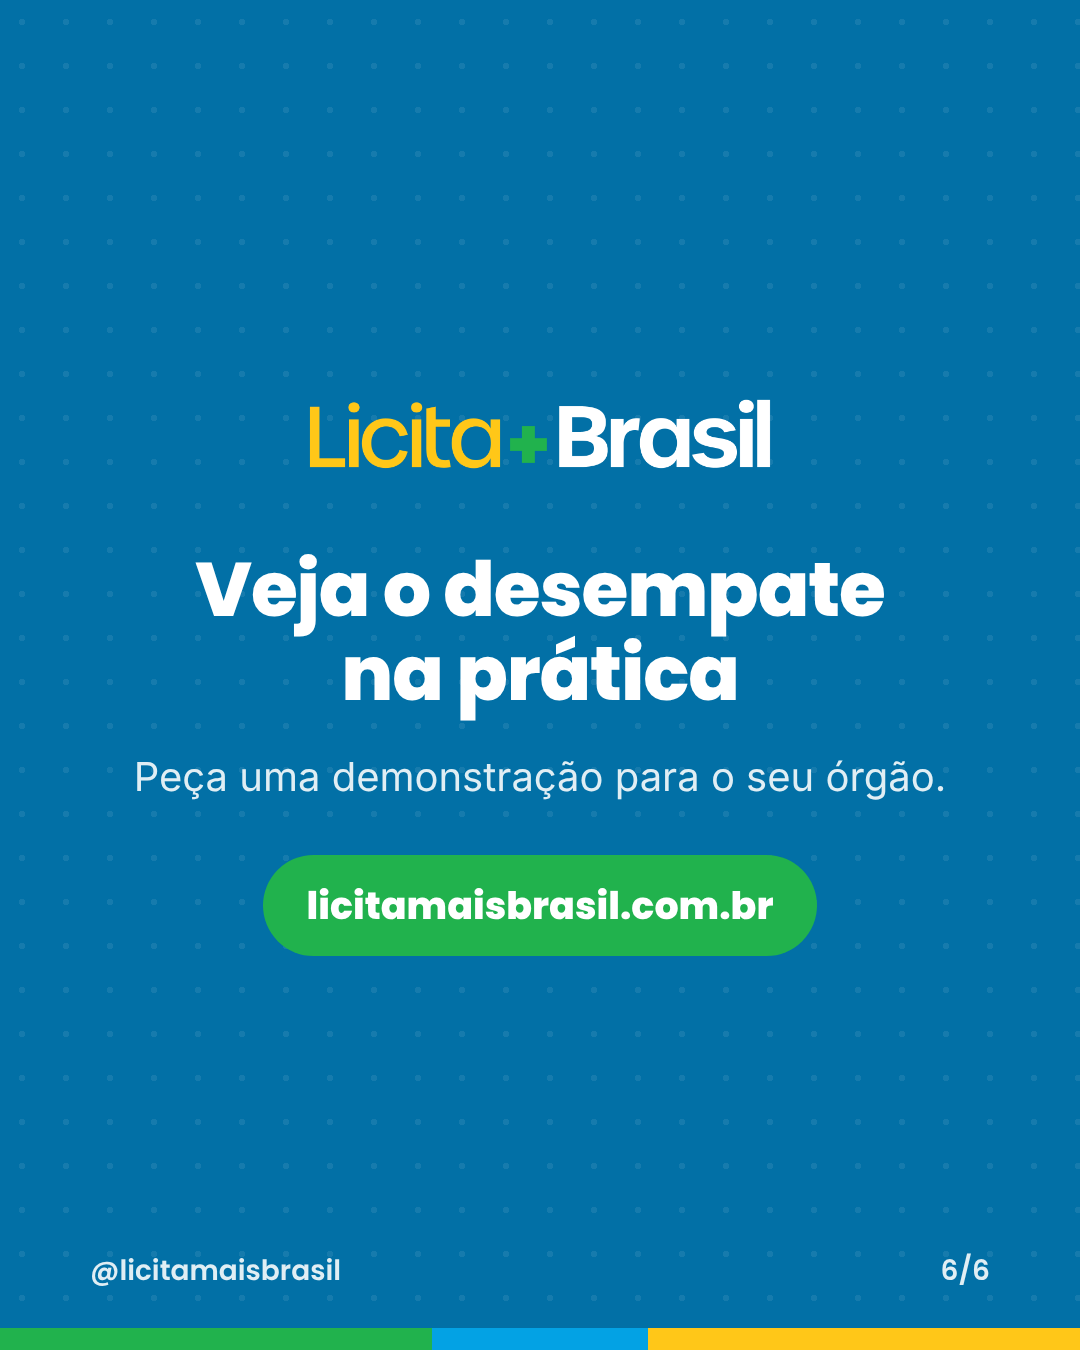 Licita+Brasil
Veja o desempate
na prática
Peça uma demonstração para o seu órgão.
licitamaisbrasil.com.br
@licitamaisbrasil
6/6